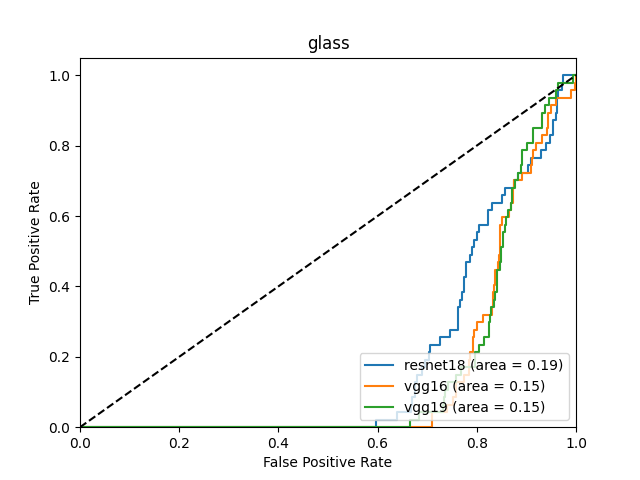 glass
True Positive Rate
1.0
0.8
0.6
0.4
0.2
0.0
resnet18 (area = 0.19)
vgg16 (area = 0.15)
vgg19 (area = 0.15)
0.0 0.2 0.4 0.6 0.8 1.0
False Positive Rate